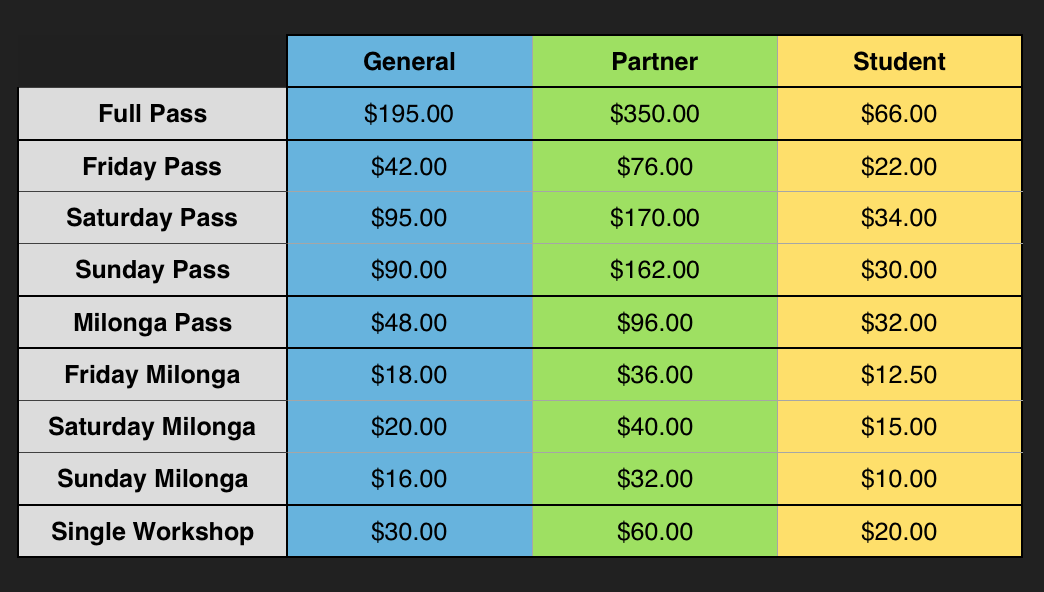 General Partner Student
Full Pass $195.00 $350.00 $66.00
Friday Pass $42.00 $76.00 $22.00
Saturday Pass $95.00 $170.00 $34.00
Sunday Pass $90.00 $162.00 $30.00
Milonga Pass $48.00 $96.00 $32.00
Friday Milonga $18.00 $36.00 $12.50
Saturday Milonga $20.00 $40.00 $15.00
Sunday Milonga $16.00 $32.00 $10.00
Single Workshop $30.00 $60.00 $20.00